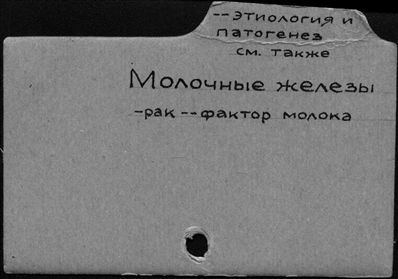 --этиология и
патогенез
см. также
Молочные железы
-рак--фактор молока